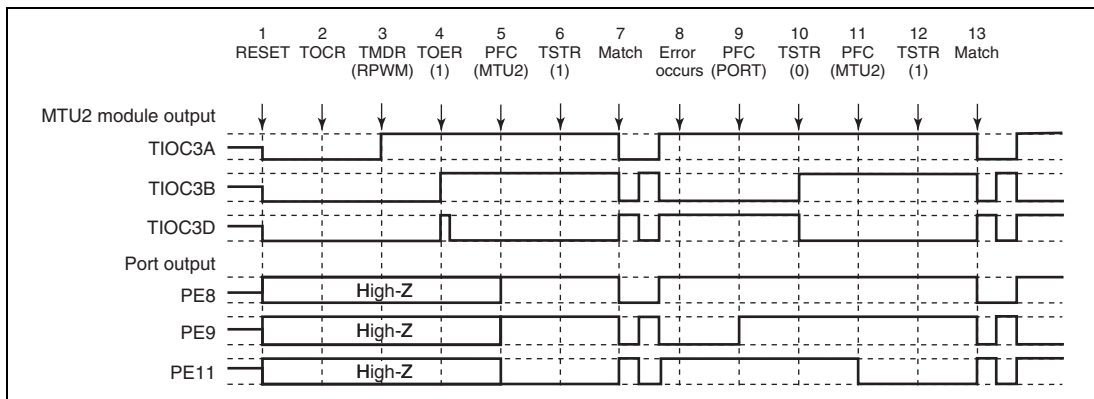 1 2 3 4 5 6 7 8 9 10 11 12 13
RESET TOCR TMDR TOER PFC TSTR Match Error PFC TSTR PFC TSTR Match
(RPWM) (1) (MTU2) (1) occurs (PORT) (0) (MTU2) (1)
MTU2 module output
TIOC3A
TIOC3B
TIOC3D
Port output
PE8 High-Z
PE9 High-Z
PE11 High-Z